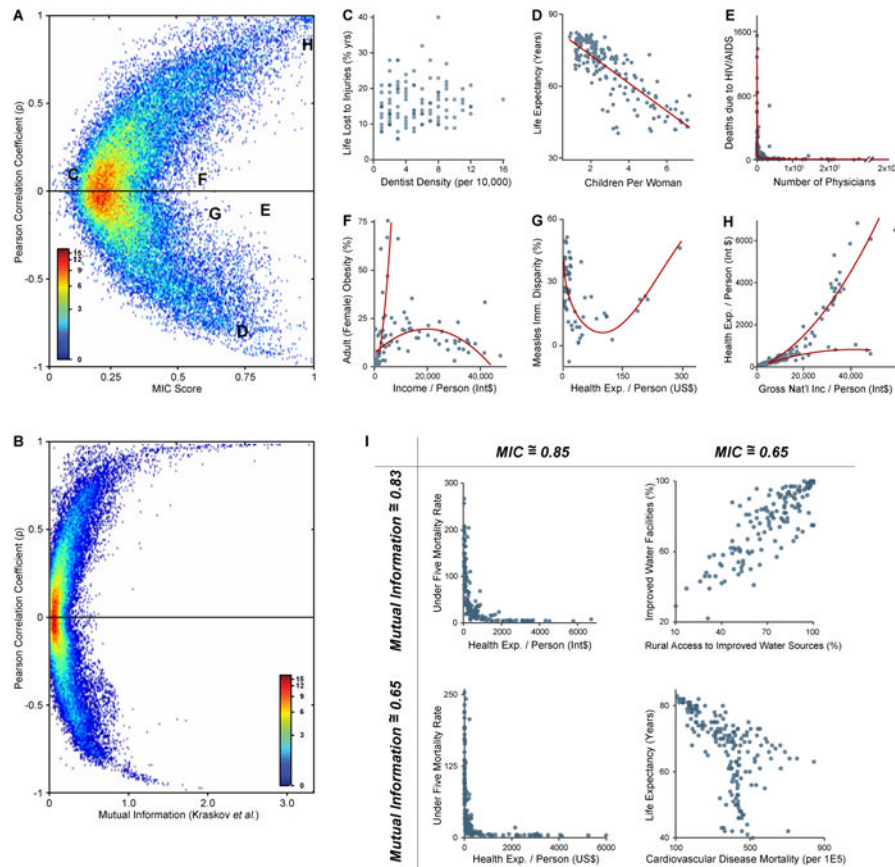 A
Pearson Correlation Coefficient (ρ)
1
0.5
0
-0.5
-1
H
C
F
G
E
D
15
12
9
6
3
0
0 0.25 0.5 0.75 1
MIC Score
B
Pearson Correlation Coefficient (ρ)
1
0.5
0
-0.5
-1
15
12
9
6
3
0
0 1.0 2.0 3.0
Mutual Information (Kraskov et al.)
C
Life Lost to Injuries (% yrs)
40
30
20
10
0
0 4 8 12 16
Dentist Density (per 10,000)
D
Life Expectancy (Years)
90
60
30
2 4 6
Children Per Woman
E
Deaths due to HIV/AIDS
1600
800
0
0
Number of Physicians
F
Adult (Female) Obesity (%)
75
50
25
0
0 20,000 40,000
Income / Person (Int$)
G
Measles Imm. Disparity (%)
60
40
20
0
0 150 300
Health Exp. / Person (US$)
H
Health Exp. / Person (Int $)
6000
4000
2000
0
0 20,000 40,000
Gross Nat'l Inc / Person (Int$)
I
MIC ≅ 0.85
MIC ≅ 0.65
Mutual Information ≅ 0.83
Under Five Mortality Rate
300
200
100
0
0 2000 4000 6000
Health Exp. / Person (Int$)
Improved Water Facilities (%)
100
60
20
10 40 70 100
Rural Access to Improved Water Sources (%)
Mutual Information ≅ 0.65
Under Five Mortality Rate
250
125
0
0 2000 4000 6000
Health Exp. / Person (US$)
Life Expectancy (Years)
80
60
40
100 500 900
Cardiovascular Disease Mortality (per 1E5)